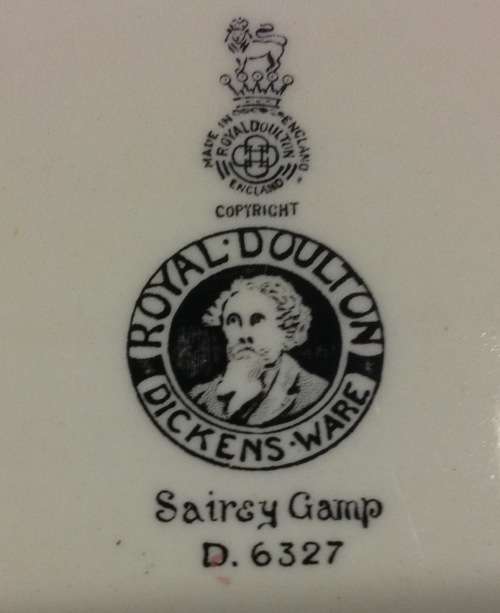 MADE IN ENGLAND
ROYAL DOULTON
ENGLAND
COPYRIGHT
ROYAL·DOULTON
DICKENS·WARE
Sairey Gamp
D.6327